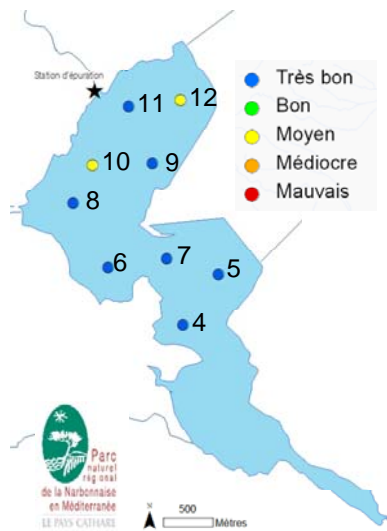 Station d'épuration
12
11
10
9
8
7
6
5
4
Très bon
Bon
Moyen
Médiocre
Mauvais
Parc
naturel
régional
de la Narbonnaise
en Méditerranée
LE PAYS CATHARE
N
500
Mètres